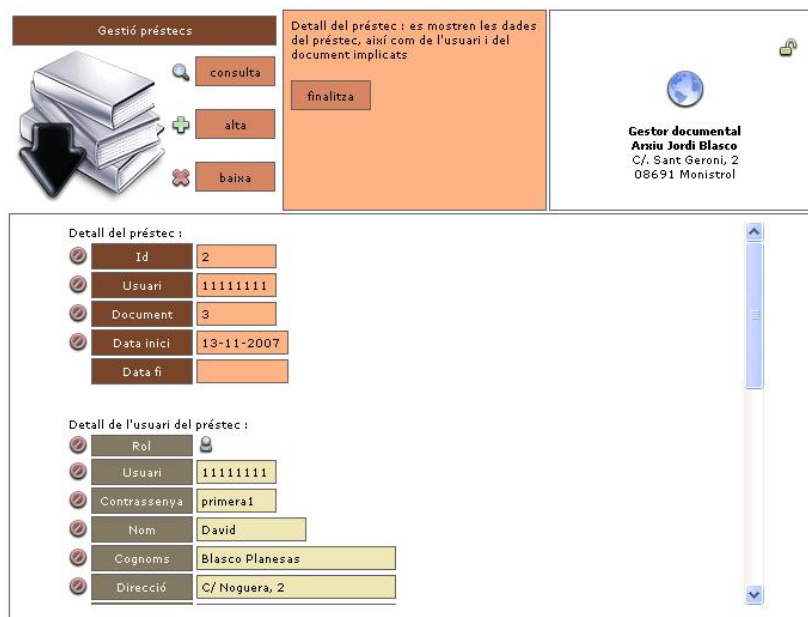 Gestió préstecs
consulta
alta
baixa
Detall del préstec : es mostren les dades
del préstec, així com de l'usuari i del
document implicats
finalitza
Gestor documental
Arxiu Jordi Blasco
C/. Sant Geroni, 2
08691 Monistrol
Detall del préstec :
Id 2
Usuari 11111111
Document 3
Data inici 13-11-2007
Data fi
Detall de l'usuari del préstec :
Rol
Usuari 11111111
Contrassenya primera1
Nom David
Cognoms Blasco Planesas
Direcció C/ Noguera, 2